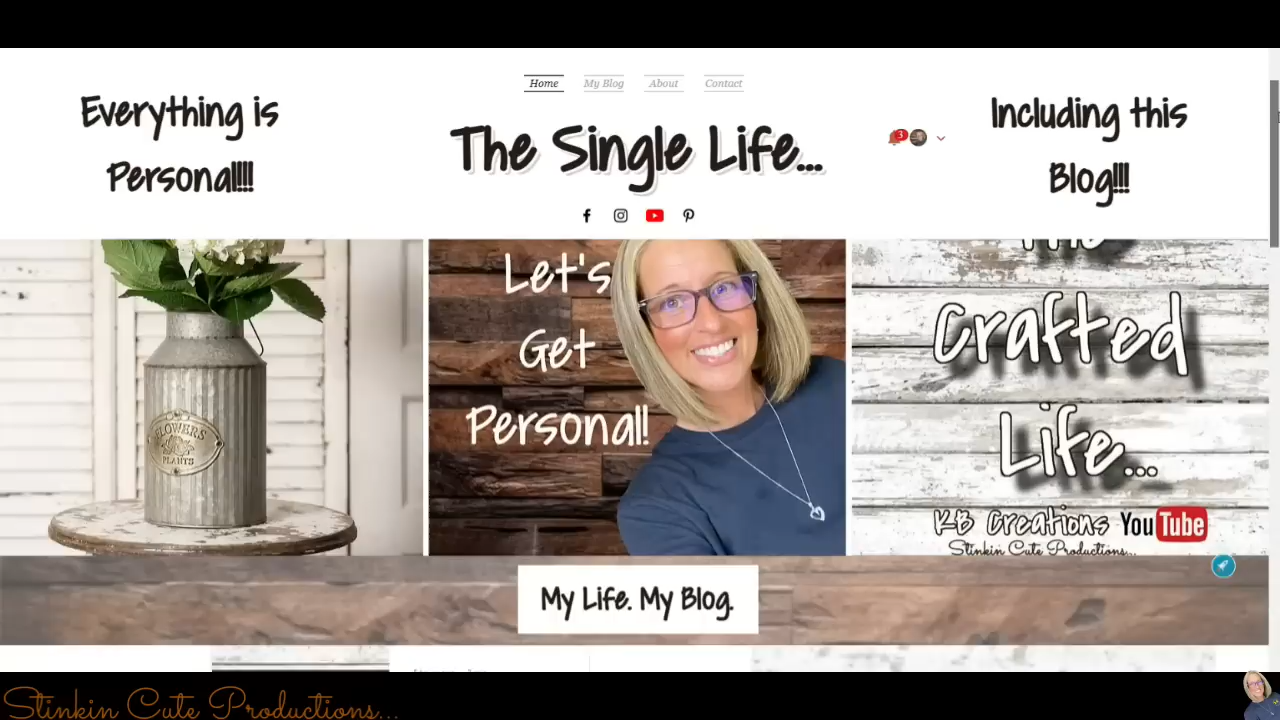 Home My Blog About Contact
Everything is
Personal!!!!
The Single Life...
3
Including this
Blog!!!
Let's
Get
Personal!
FLOWERS
PLANTS
Crafted
Life...
KB Creations YouTube
Stinkin Cute Productions...
My Life. My Blog.
Stinkin Cute Productions...